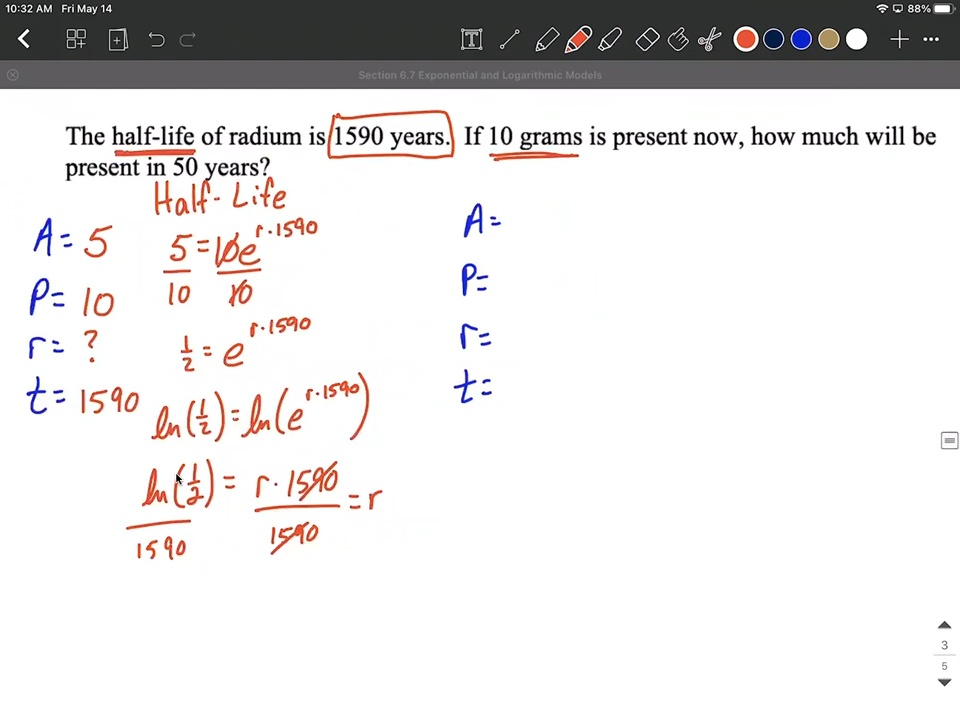 10:32 AM Fri May 14
88%
T
Section 6.7 Exponential and Logarithmic Models
The half-life of radium is 1590 years. If 10 grams is present now, how much will be
present in 50 years?
Half-Life
A= 5
5 = 10e^{r·1590}
10 10
P= 10
1/2 = e^{r·1590}
r= ?
t= 1590
ln(1/2) = ln(e^{r·1590})
ln(1/2) = r·1590 = r
1590 1590
A=
P=
r=
t=
3
5